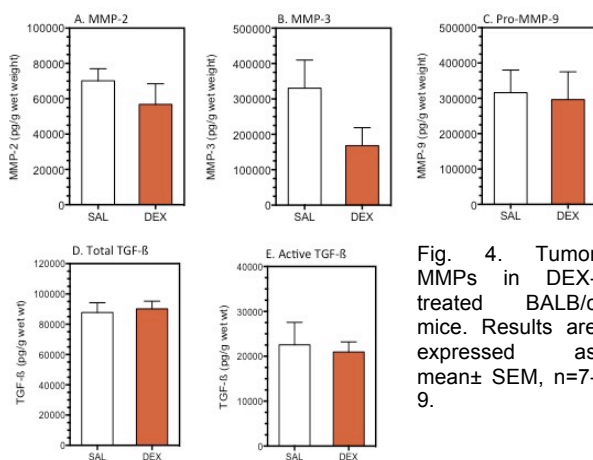 A. MMP-2
B. MMP-3
C. Pro-MMP-9
MMP-2 (pg/g wet weight)
100000
80000
60000
40000
20000
0
SAL DEX
MMP-3 (pg/g wet weight)
500000
400000
300000
200000
100000
0
SAL DEX
MMP-9 (pg/g wet weight)
500000
400000
300000
200000
100000
0
SAL DEX
D. Total TGF-ß
E. Active TGF-ß
TGF-ß (pg/g wet wt)
120000
100000
80000
60000
40000
20000
0
SAL DEX
TGF-ß (pg/g wet wt)
40000
30000
20000
10000
0
SAL DEX
Fig. 4. Tumor
MMPs in DEX-
treated BALB/c
mice. Results are
expressed as
mean± SEM, n=7-
9.